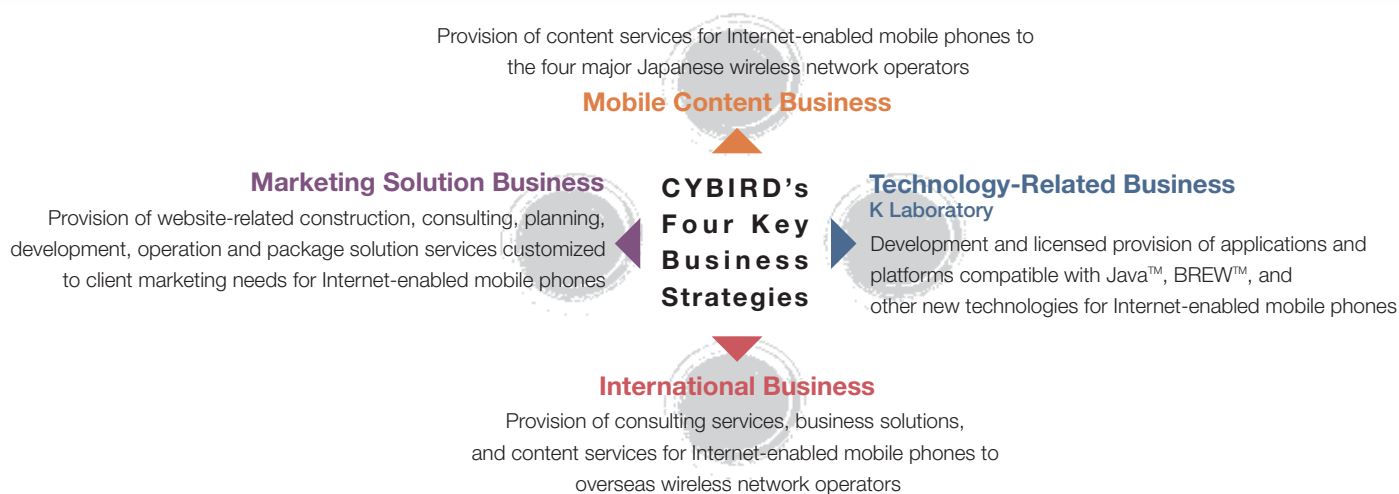 Provision of content services for Internet-enabled mobile phones to
the four major Japanese wireless network operators
Mobile Content Business
Marketing Solution Business
Provision of website-related construction, consulting, planning,
development, operation and package solution services customized
to client marketing needs for Internet-enabled mobile phones
CYBIRD's
Four Key
Business
Strategies
Technology-Related Business
K Laboratory
Development and licensed provision of applications and
platforms compatible with Java™, BREW™, and
other new technologies for Internet-enabled mobile phones
International Business
Provision of consulting services, business solutions,
and content services for Internet-enabled mobile phones to
overseas wireless network operators